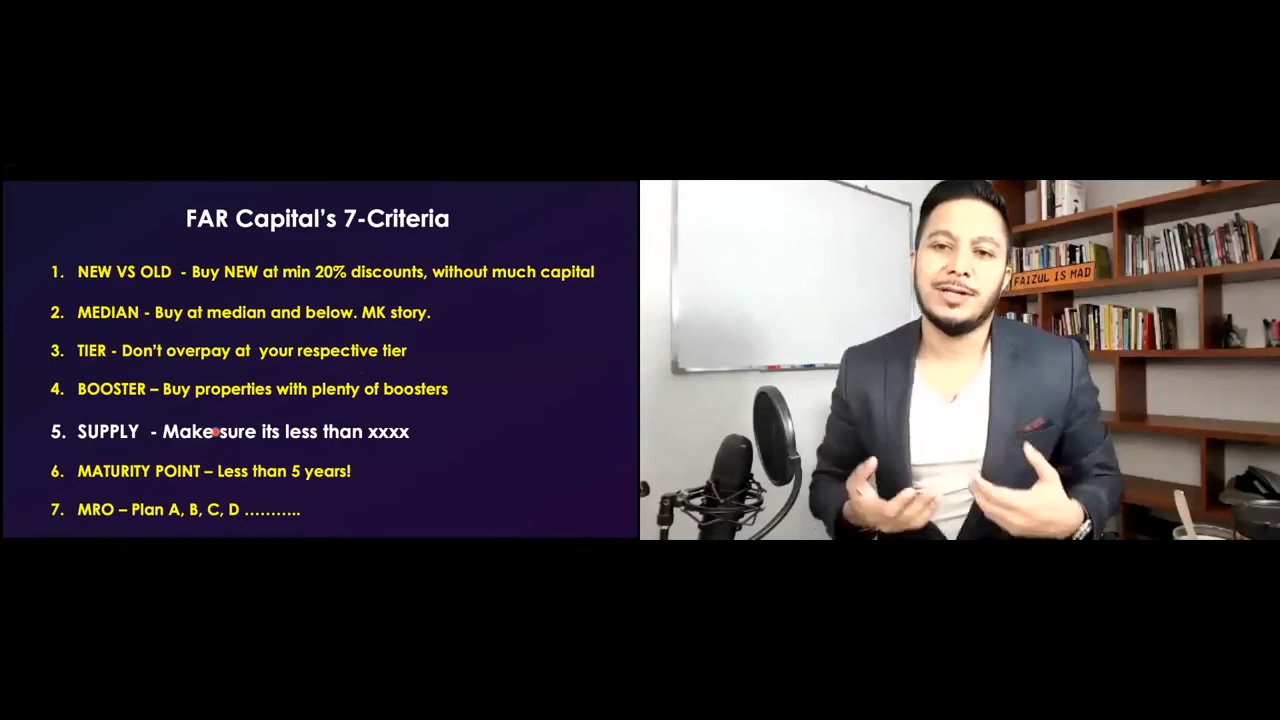 FAR Capital's 7-Criteria
1. NEW VS OLD - Buy NEW at min 20% discounts, without much capital
2. MEDIAN - Buy at median and below. MK story.
3. TIER - Don't overpay at your respective tier
4. BOOSTER – Buy properties with plenty of boosters
5. SUPPLY - Make sure its less than xxxx
6. MATURITY POINT – Less than 5 years!
7. MRO – Plan A, B, C, D ...........
FAIZUL IS MAD